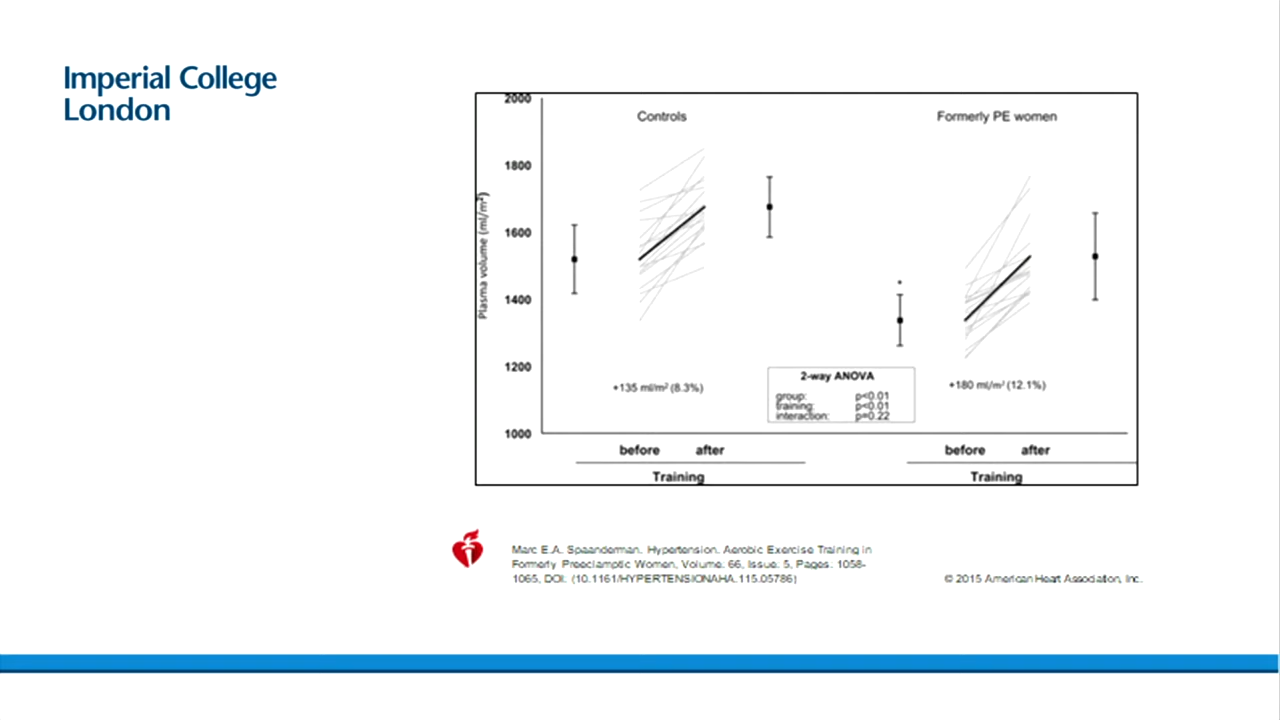 Imperial College
London
2000
Controls
Formerly PE women
1800
1600
1400
1200
1000
Plasma volume (ml/m²)
*
+135 ml/m² (8.3%)
2-way ANOVA
group: p<0.01
training: p<0.01
interaction: p=0.22
+180 ml/m² (12.1%)
before after
before after
Training
Training
Marc E.A. Spaanderman. Hypertension. Aerobic Exercise Training in
Formerly Preeclamptic Women, Volume: 66, Issue: 5, Pages: 1058-
1065, DOI: (10.1161/HYPERTENSIONAHA.115.05786)
© 2015 American Heart Association, Inc.